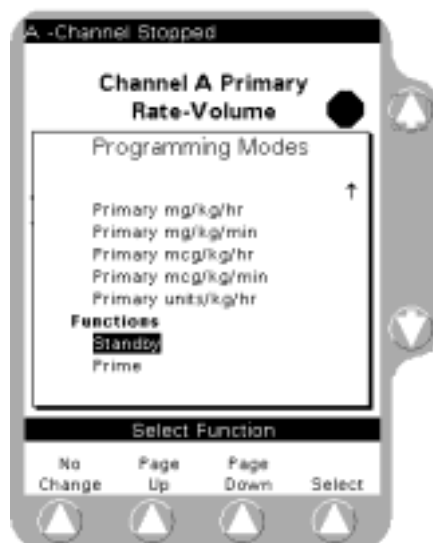 A -Channel Stopped
Channel A Primary
Rate-Volume
Programming Modes
Primary mg/kg/hr
Primary mg/kg/min
Primary mcg/kg/hr
Primary mcg/kg/min
Primary units/kg/hr
Functions
Standby
Prime
Select Function
No Page Page
Change Up Down Select